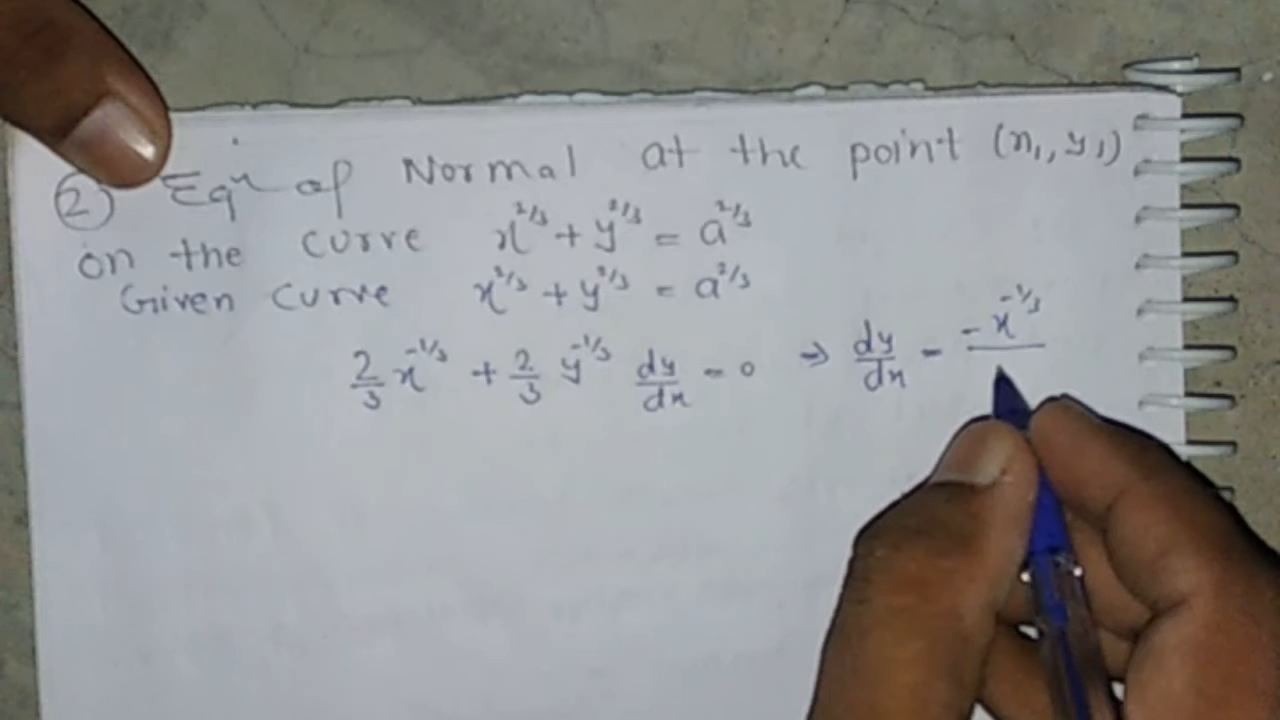 ② Eqn of Normal at the point (x₁, y₁)
on the curve x^2/3 + y^2/3 = a^2/3
Given curve x^2/3 + y^2/3 = a^2/3
2/3 x^-1/3 + 2/3 y^-1/3 dy/dx = 0 ⇒ dy/dx = -x^-1/3